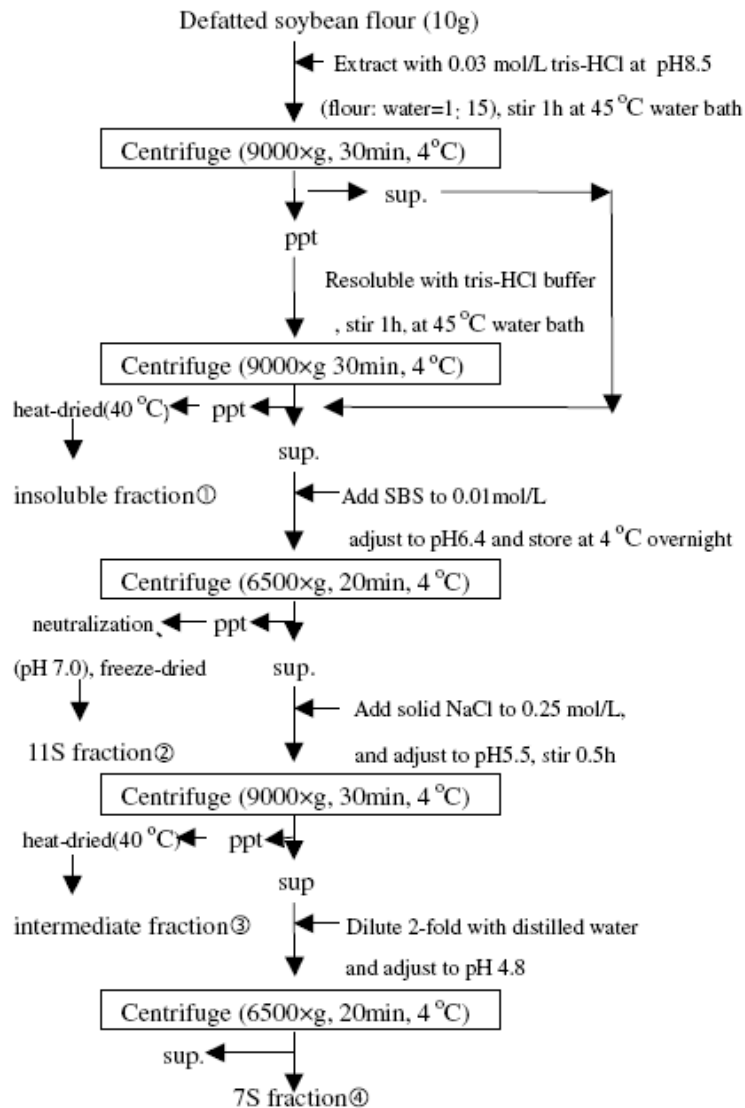 Defatted soybean flour (10g)
Extract with 0.03 mol/L tris-HCl at pH8.5
(flour: water=1; 15), stir 1h at 45 °C water bath
Centrifuge (9000×g, 30min, 4°C)
sup.
ppt
Resoluble with tris-HCl buffer
, stir 1h, at 45 °C water bath
Centrifuge (9000×g 30min, 4 °C)
heat-dried(40 °C)
ppt
sup.
insoluble fraction①
Add SBS to 0.01mol/L
adjust to pH6.4 and store at 4 °C overnight
Centrifuge (6500×g, 20min, 4 °C)
neutralization、
ppt
(pH 7.0), freeze-dried
sup.
Add solid NaCl to 0.25 mol/L,
11S fraction②
and adjust to pH5.5, stir 0.5h
Centrifuge (9000×g, 30min, 4 °C)
heat-dried(40 °C)
ppt
sup
intermediate fraction③
Dilute 2-fold with distilled water
and adjust to pH 4.8
Centrifuge (6500×g, 20min, 4 °C)
sup.
7S fraction④